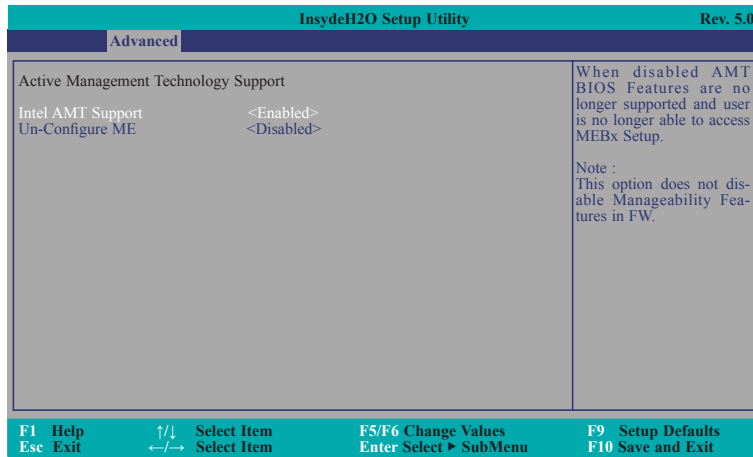 InsydeH2O Setup Utility Rev. 5.0
Advanced
Active Management Technology Support
Intel AMT Support <Enabled>
Un-Configure ME <Disabled>
When disabled AMT
BIOS Features are no
longer supported and user
is no longer able to access
MEBx Setup.
Note :
This option does not dis-
able Manageability Fea-
tures in FW.
F1 Help ↑/↓ Select Item F5/F6 Change Values F9 Setup Defaults
Esc Exit ←/→ Select Item Enter Select ▶ SubMenu F10 Save and Exit